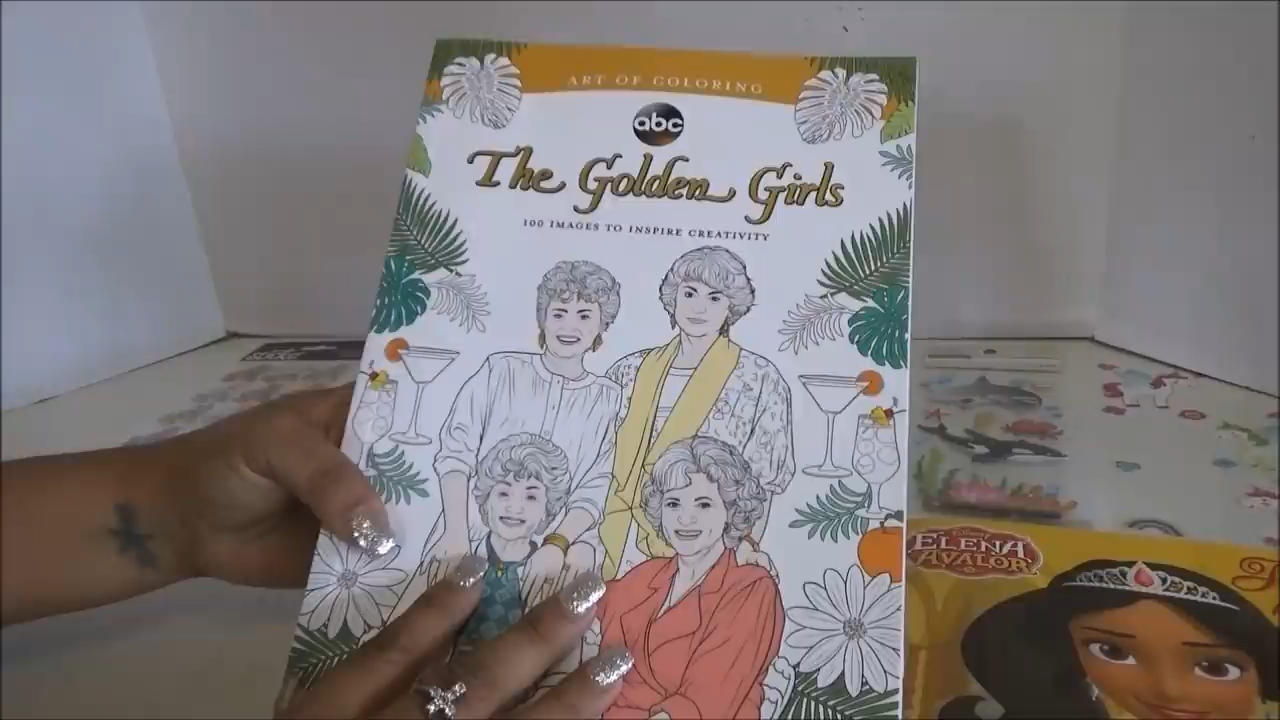 ART OF COLORING
abc
The Golden Girls
100 IMAGES TO INSPIRE CREATIVITY
ELENA
AVALOR